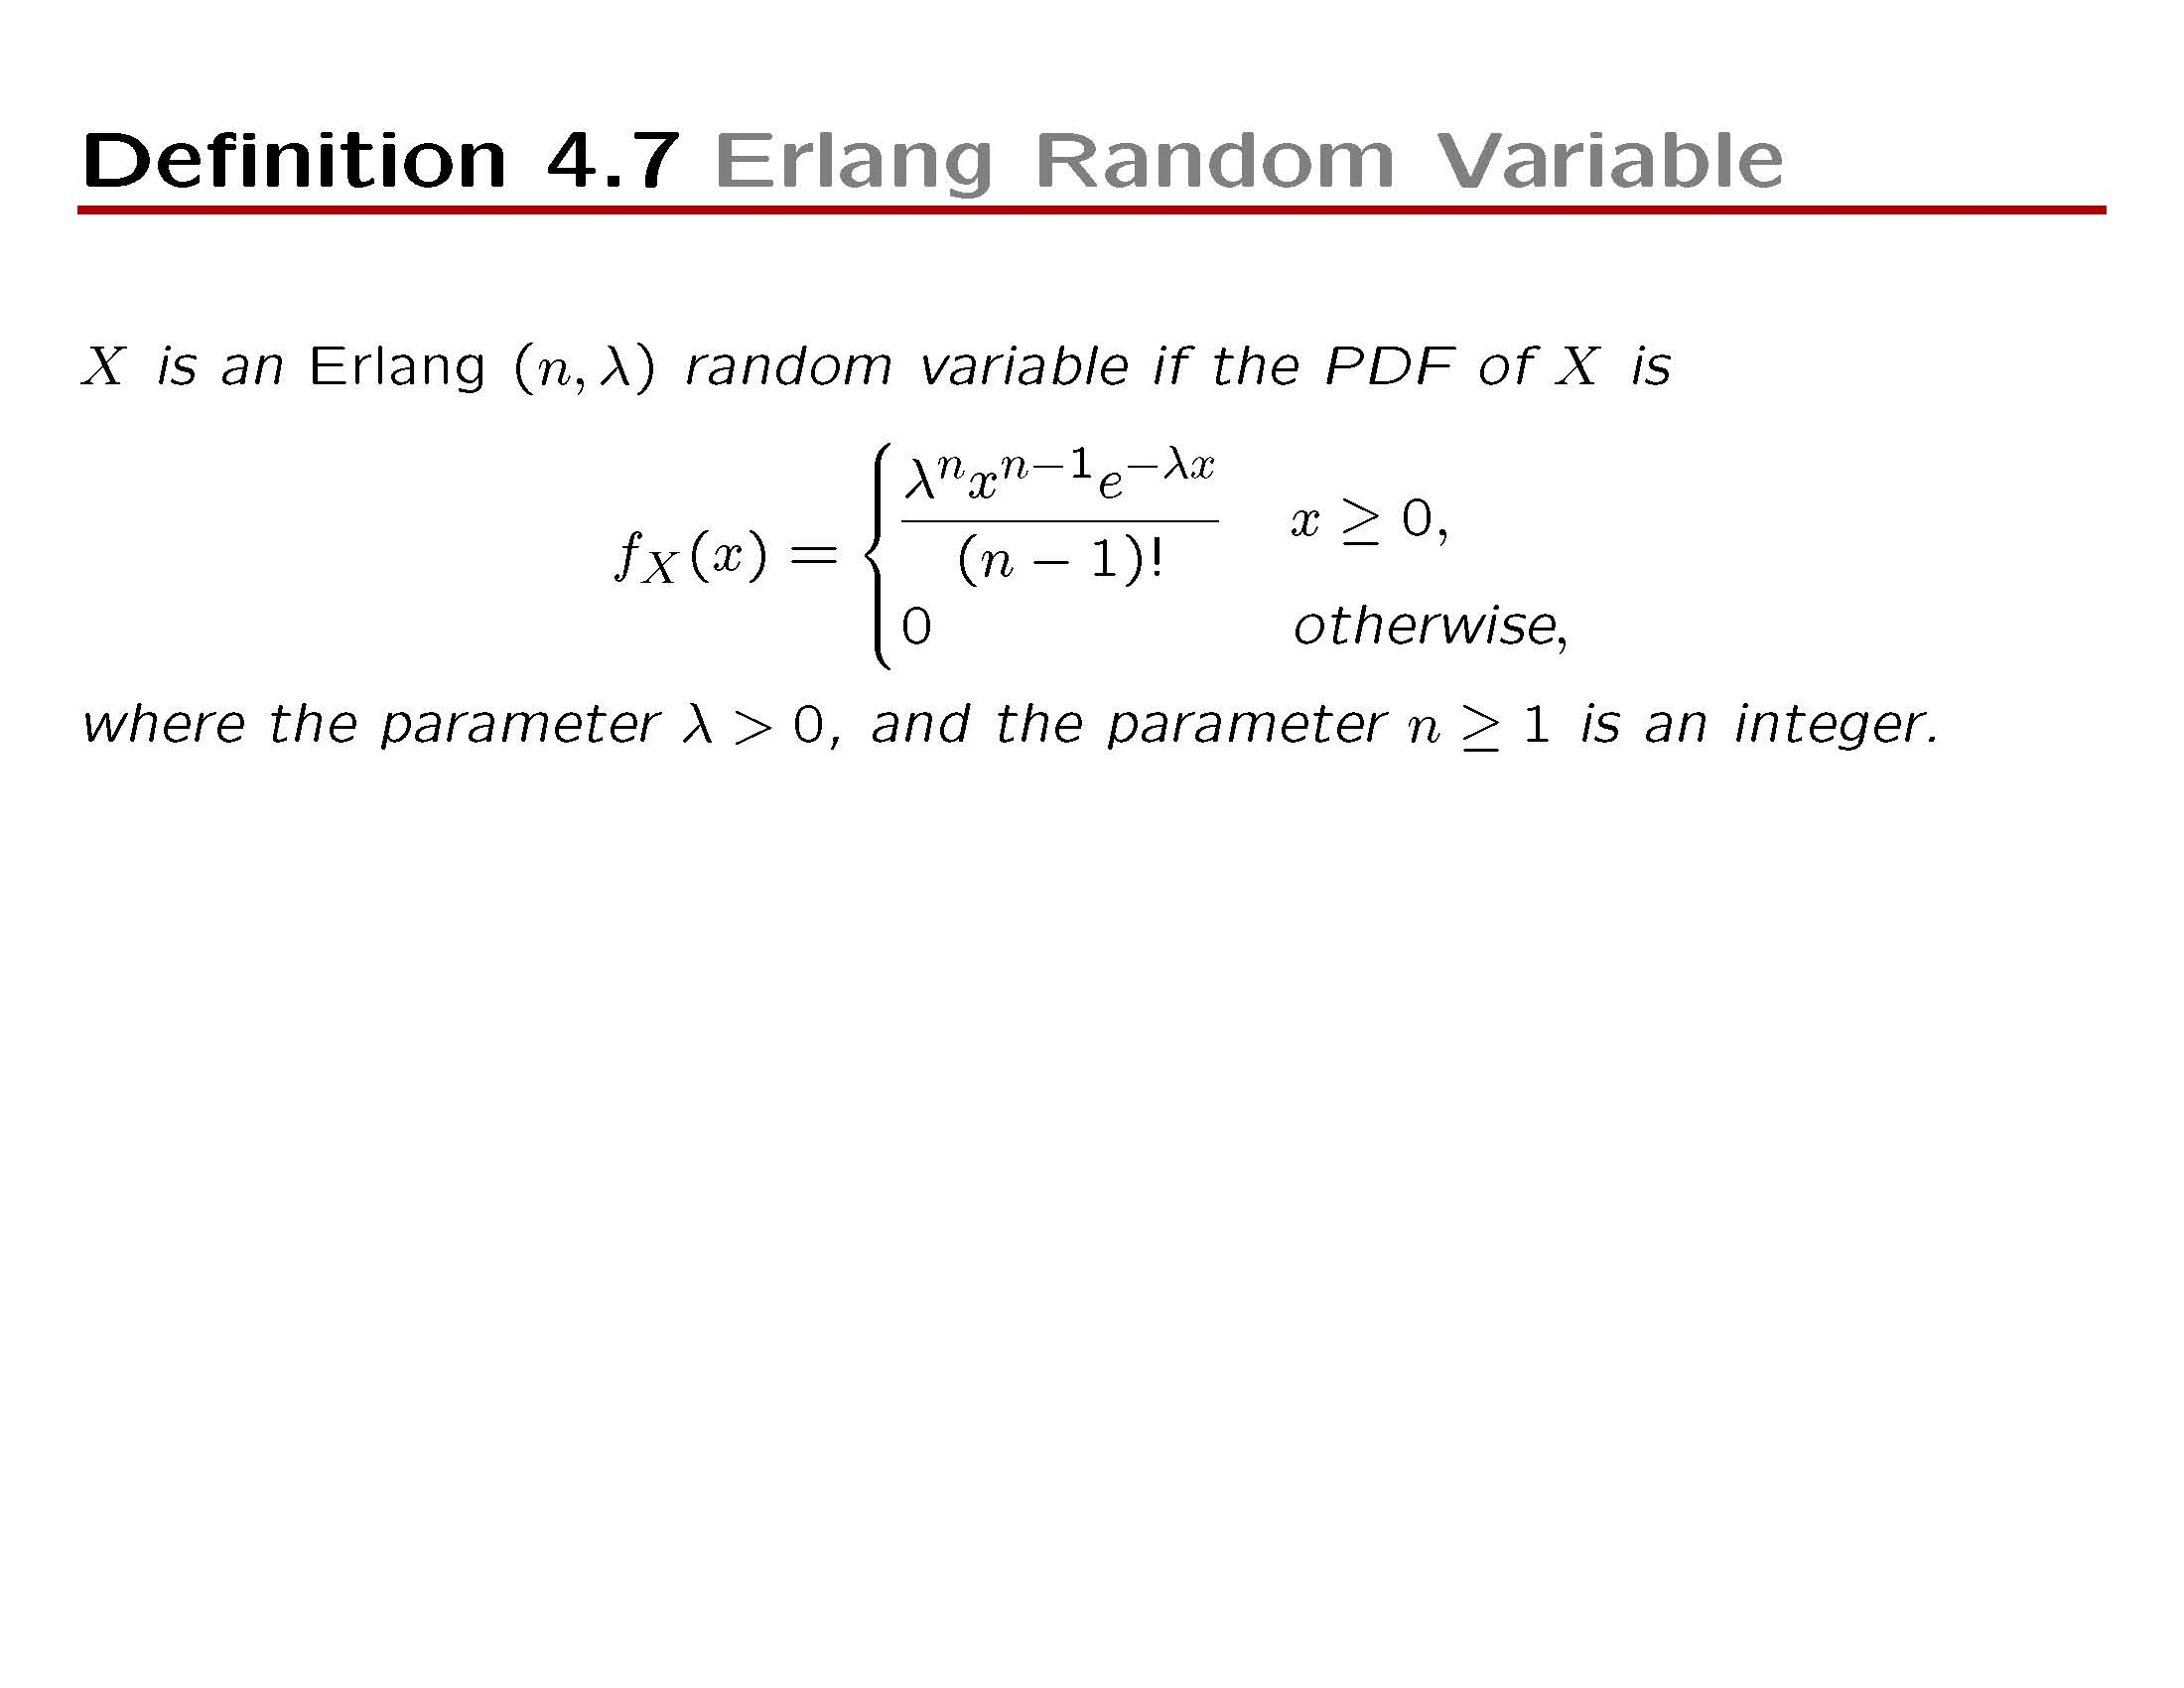 Definition 4.7 Erlang Random Variable
X is an Erlang (n, λ) random variable if the PDF of X is
f_X(x) = { λ^n x^{n−1} e^{−λx} / (n − 1)!   x ≥ 0,
0   otherwise,
where the parameter λ > 0, and the parameter n ≥ 1 is an integer.